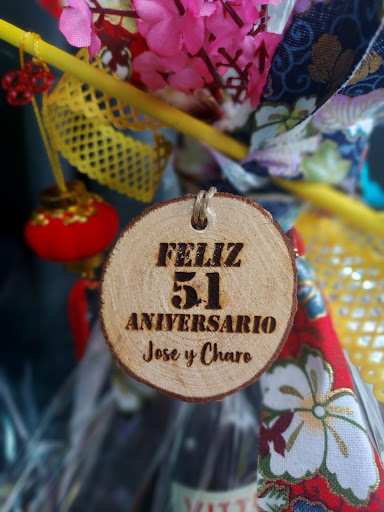 FELIZ
51
ANIVERSARIO
Jose y Charo